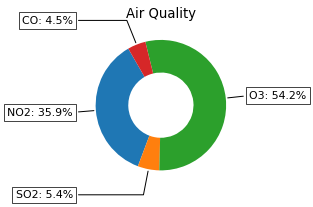 Air Quality
CO: 4.5%
O3: 54.2%
NO2: 35.9%
SO2: 5.4%